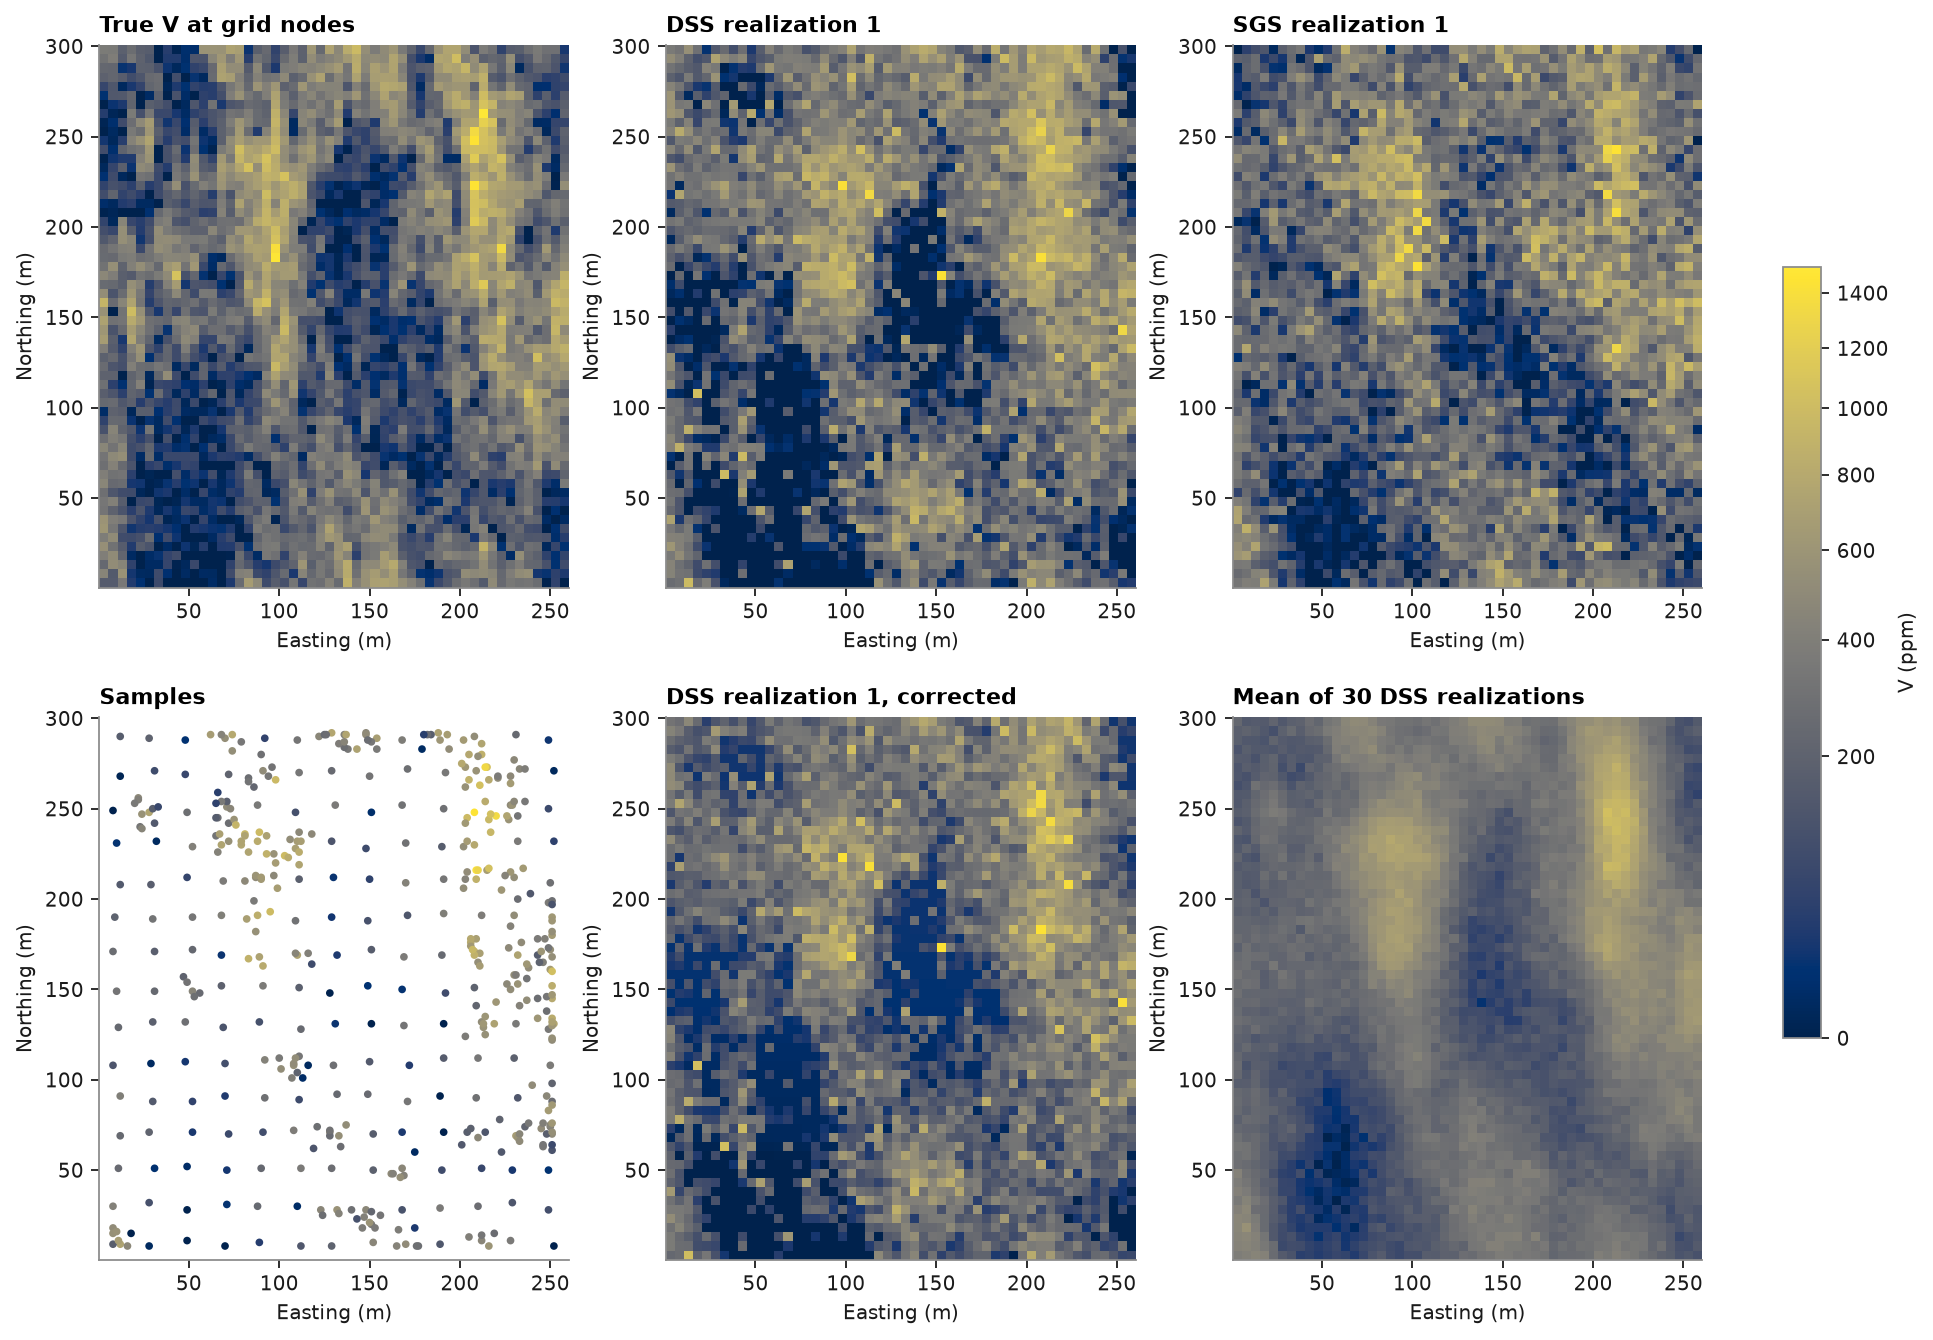 True V at grid nodes
DSS realization 1
SGS realization 1
300
250
200
150
100
50
Northing (m)
50 100 150 200 250
Easting (m)
300
250
200
150
100
50
Northing (m)
50 100 150 200 250
Easting (m)
300
250
200
150
100
50
Northing (m)
50 100 150 200 250
Easting (m)
Samples
DSS realization 1, corrected
Mean of 30 DSS realizations
300
250
200
150
100
50
Northing (m)
50 100 150 200 250
Easting (m)
300
250
200
150
100
50
Northing (m)
50 100 150 200 250
Easting (m)
300
250
200
150
100
50
Northing (m)
50 100 150 200 250
Easting (m)
1400
1200
1000
800
600
400
200
0
V (ppm)